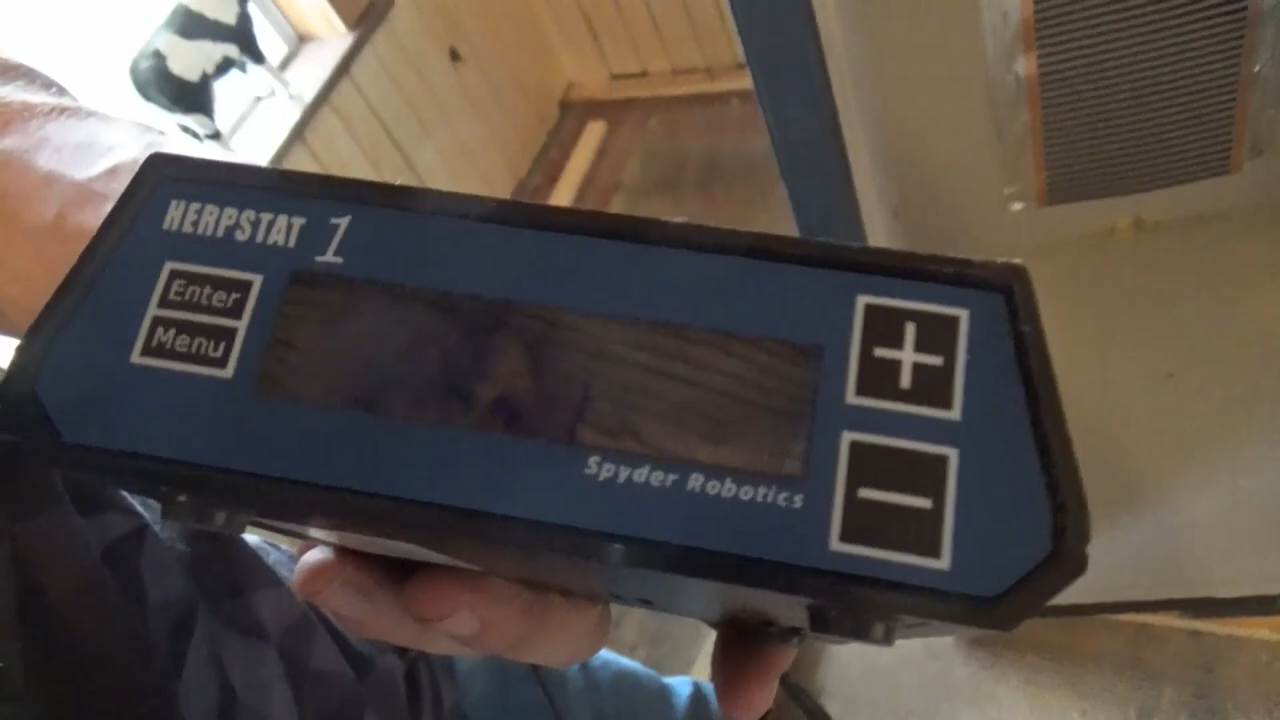 HERPSTAT 1
Enter
Menu
+
−
Spyder Robotics